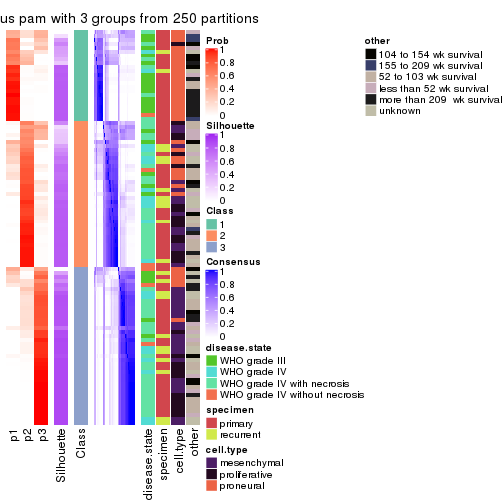 us pam with 3 groups from 250 partitions
Prob
1
0.8
0.6
0.4
0.2
0
Silhouette
1
0.8
0.6
0.4
0.2
0
Class
1
2
3
Consensus
1
0.8
0.6
0.4
0.2
0
disease.state
WHO grade III
WHO grade IV
WHO grade IV with necrosis
WHO grade IV without necrosis
specimen
primary
recurrent
cell.type
mesenchymal
proliferative
proneural
other
104 to 154 wk survival
155 to 209 wk survival
52 to 103 wk survival
less than 52 wk survival
more than 209  wk survival
unknown
p1
p2
p3
Silhouette
Class
disease.state
specimen
cell.type
other